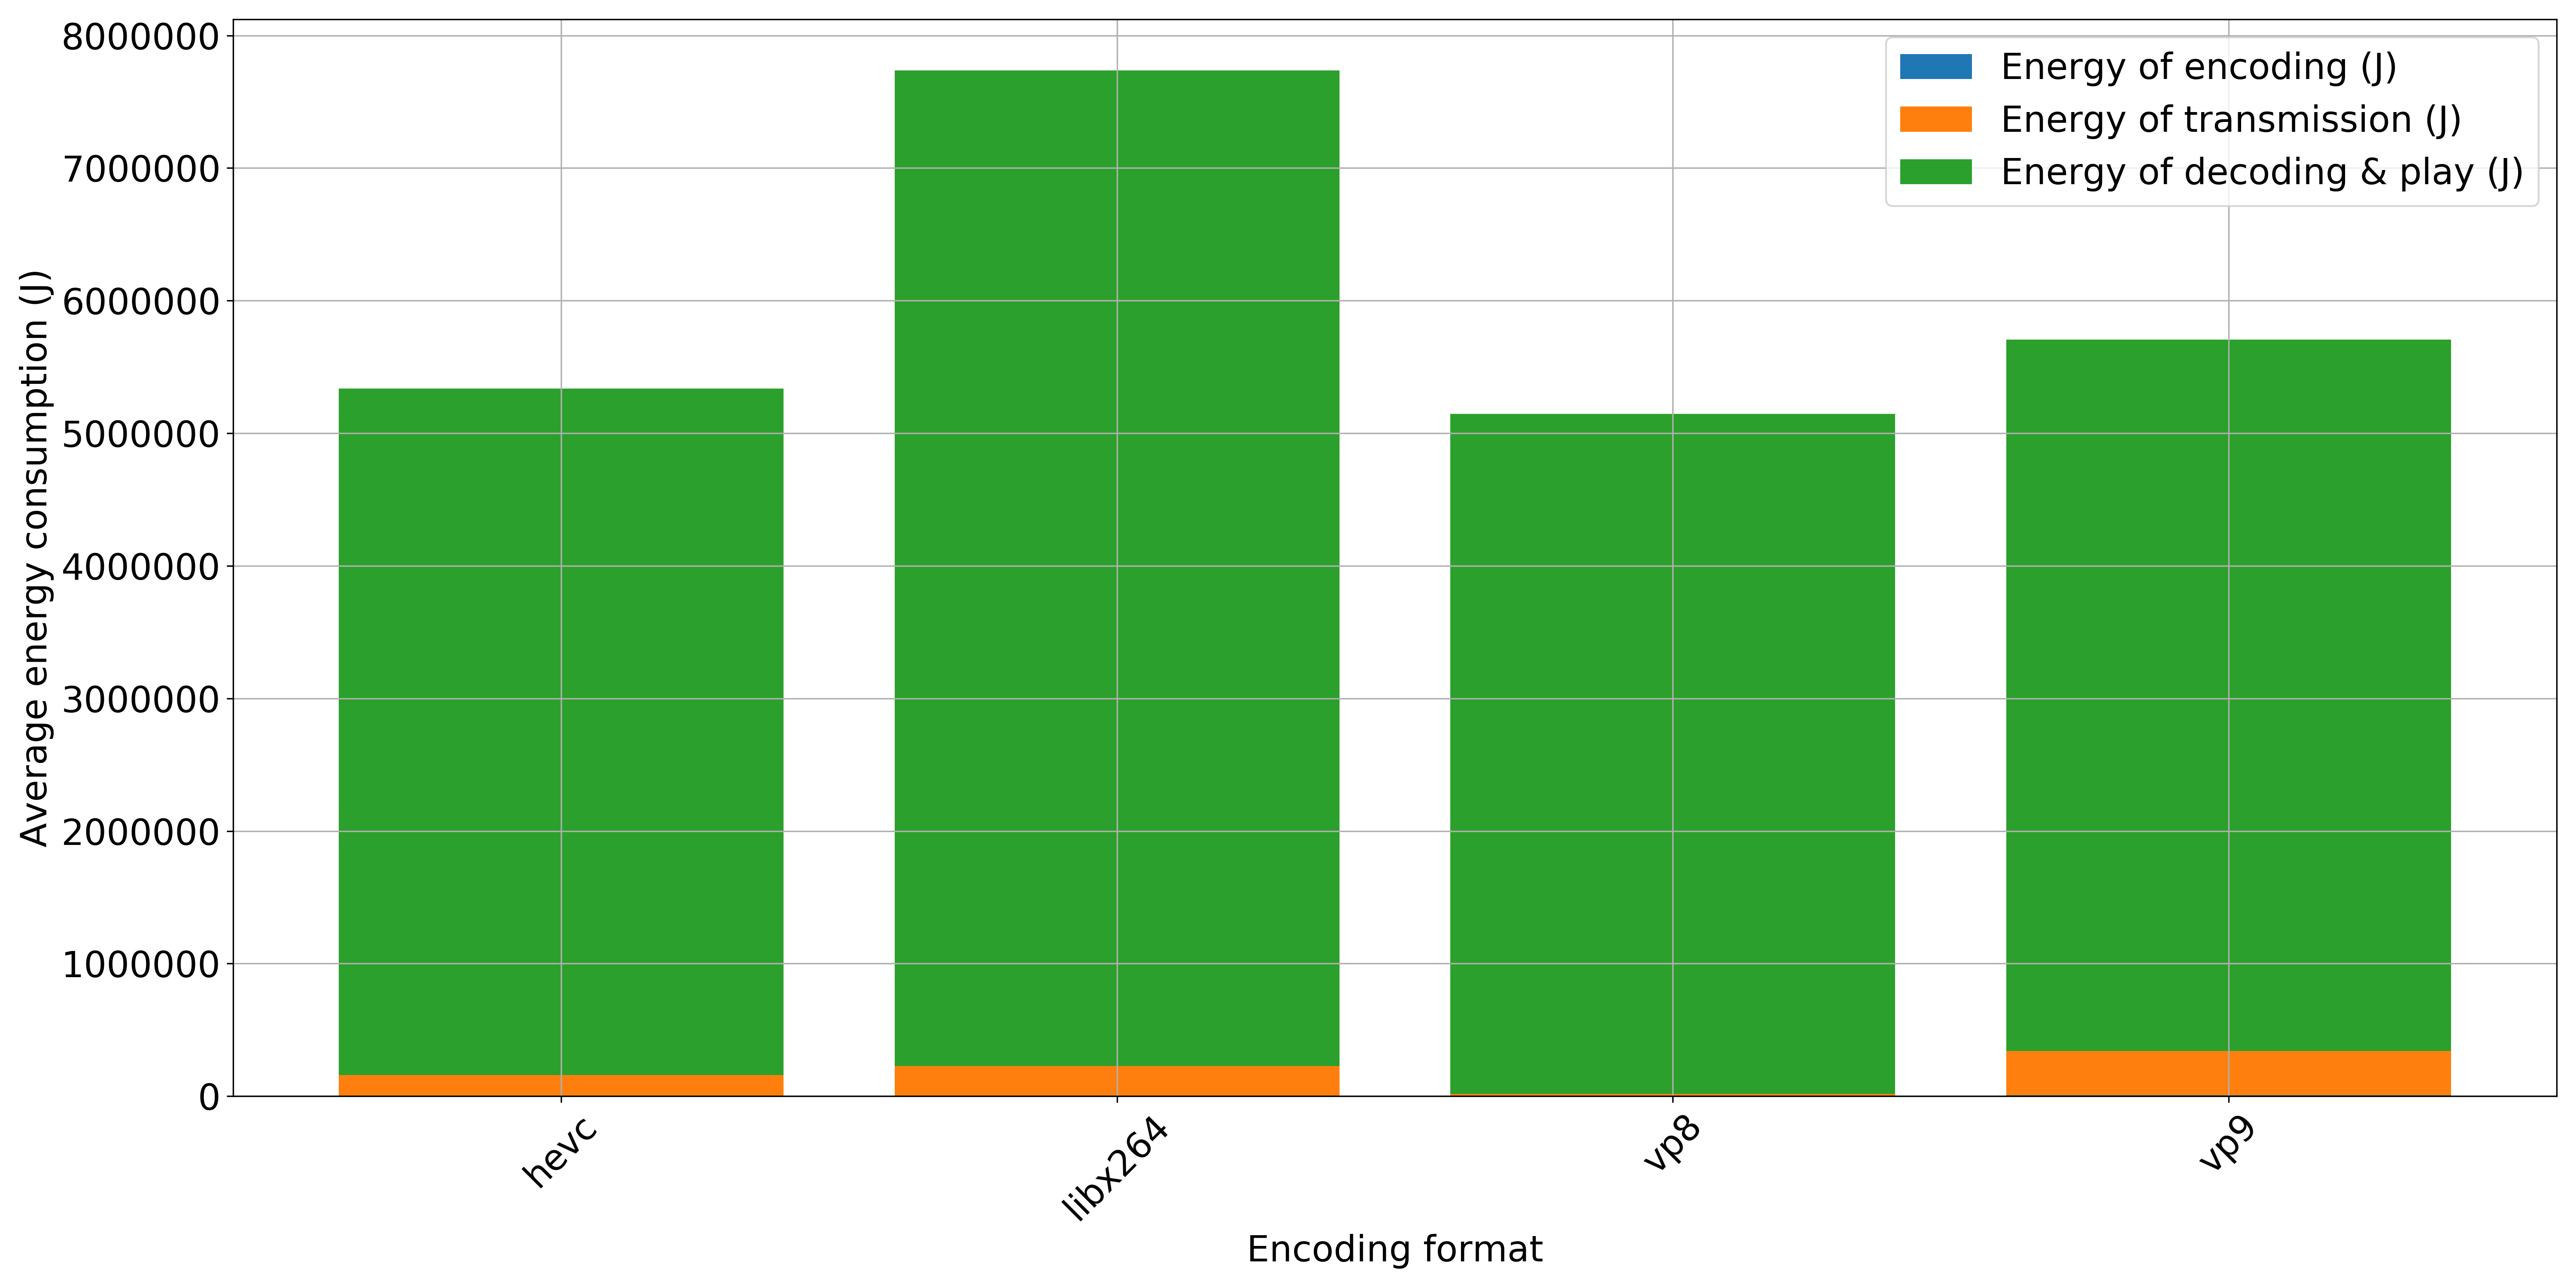 Energy of encoding (J)
Energy of transmission (J)
Energy of decoding & play (J)
Average energy consumption (J)
8000000
7000000
6000000
5000000
4000000
3000000
2000000
1000000
0
hevc
libx264
vp8
vp9
Encoding format